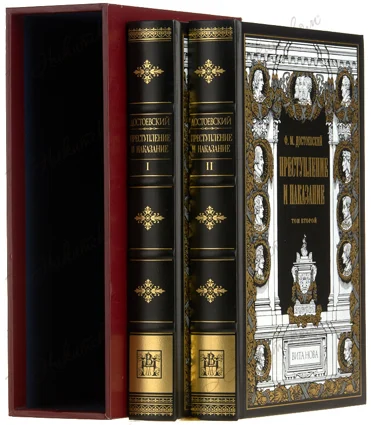 ДОСТОЕВСКИЙ
ПРЕСТУПЛЕНИЕ
И НАКАЗАНИЕ
I
ДОСТОЕВСКИЙ
ПРЕСТУПЛЕНИЕ
И НАКАЗАНИЕ
II
Ф. М. ДОСТОЕВСКИЙ
ПРЕСТУПЛЕНИЕ
И НАКАЗАНИЕ
ТОМ ВТОРОЙ
ВИТА НОВА